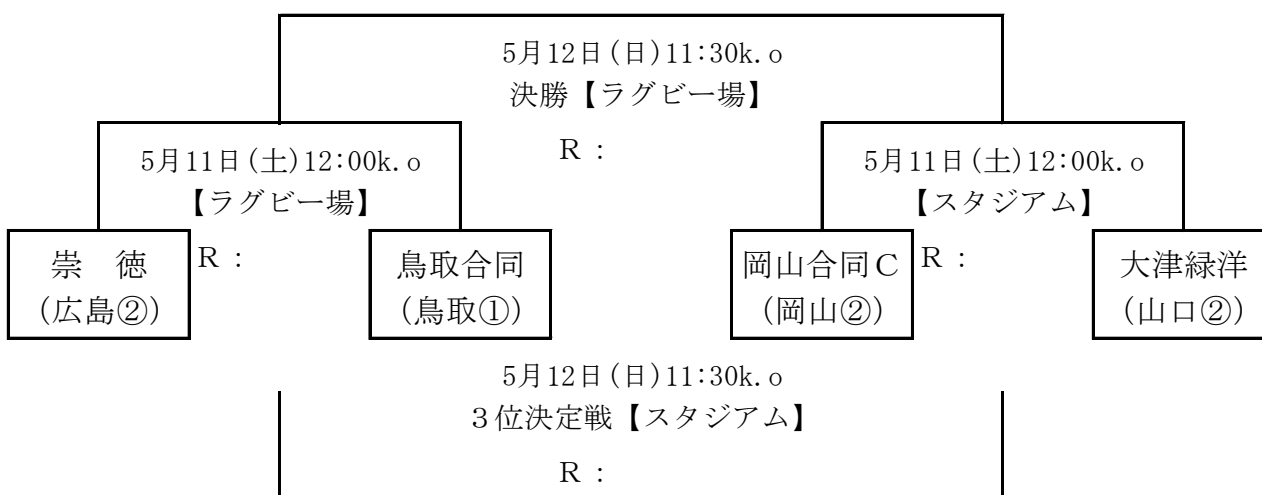 5月12日(日)11:30k.o
決勝【ラグビー場】
R：
5月11日(土)12:00k.o
【ラグビー場】
R：
5月11日(土)12:00k.o
【スタジアム】
R：
崇　徳
(広島②)
鳥取合同
(鳥取①)
岡山合同C
(岡山②)
大津緑洋
(山口②)
5月12日(日)11:30k.o
３位決定戦【スタジアム】
R：